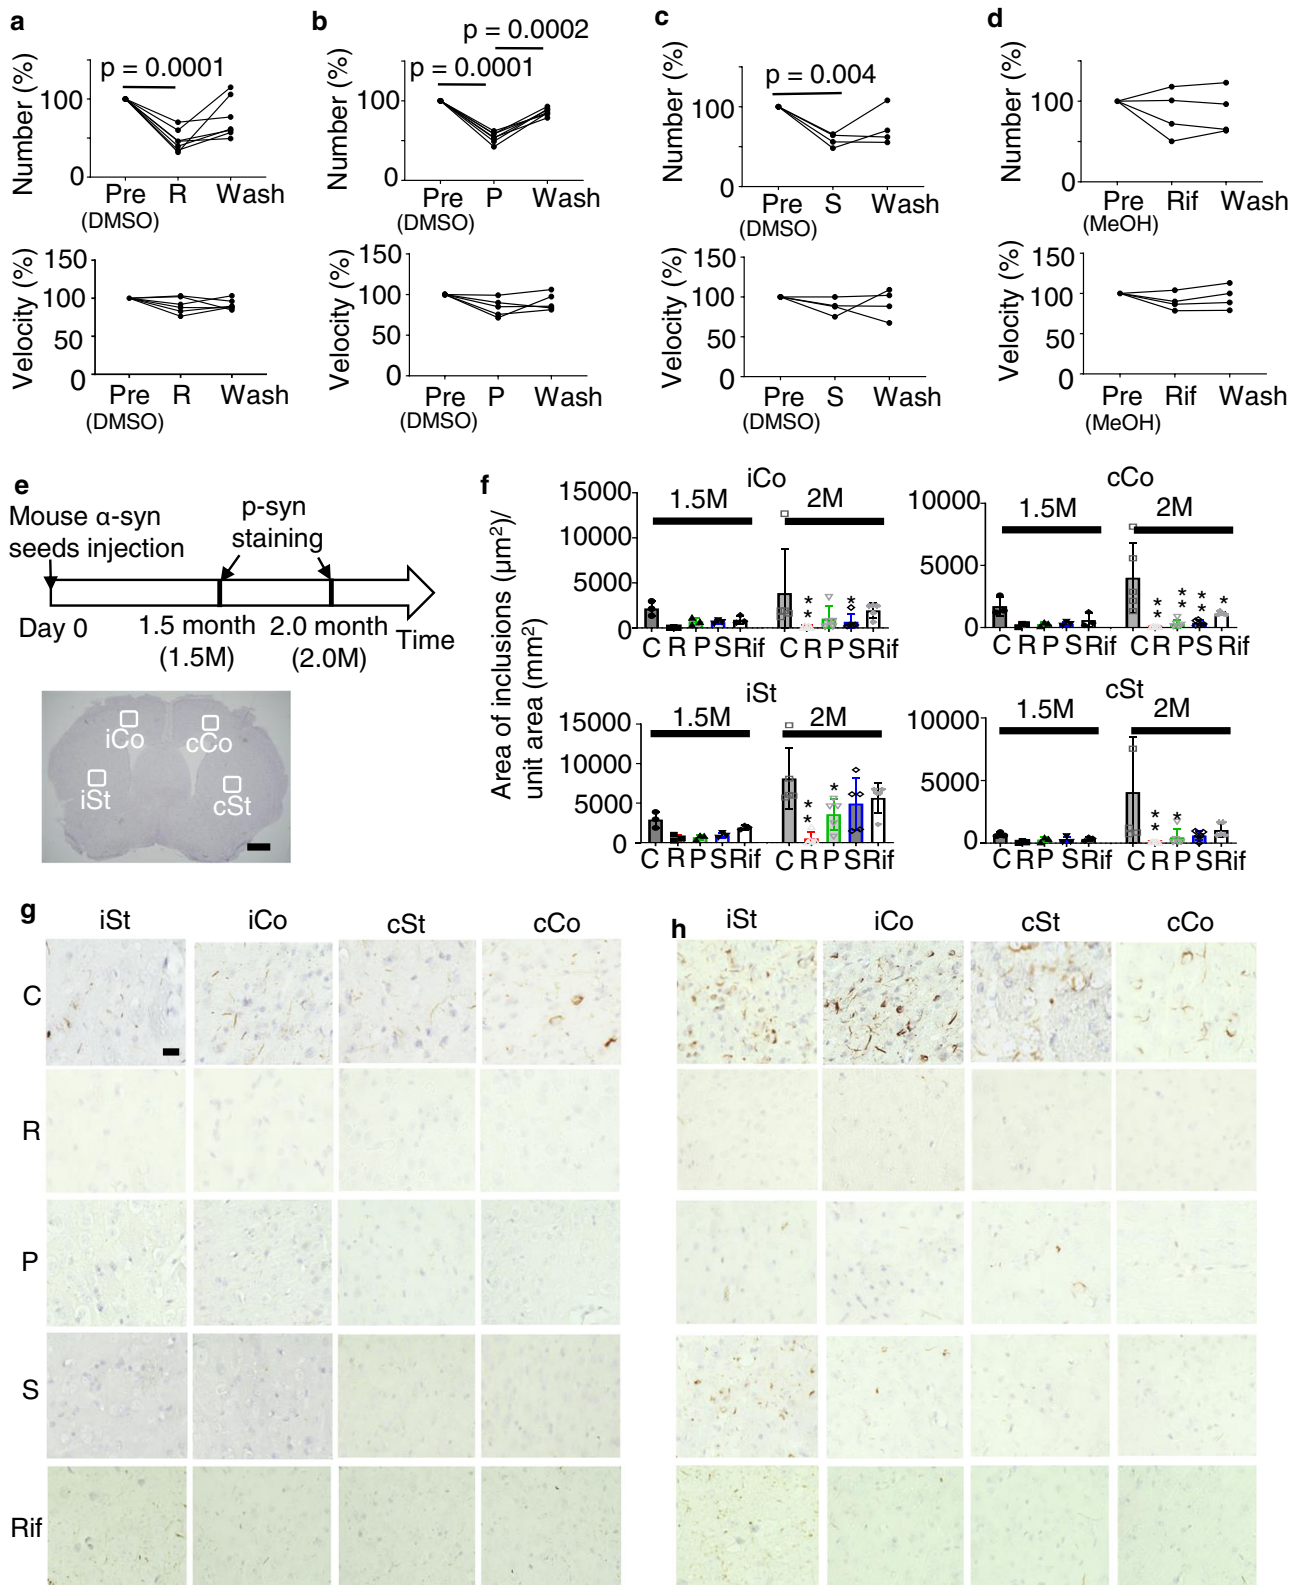 a
Number (%)
p = 0.0001
100
0
Pre R Wash
(DMSO)
Velocity (%)
150
100
50
0
Pre R Wash
(DMSO)
b
Number (%)
p = 0.0002
p = 0.0001
100
0
Pre P Wash
(DMSO)
Velocity (%)
150
100
50
0
Pre P Wash
(DMSO)
c
Number (%)
p = 0.004
100
0
Pre S Wash
(DMSO)
Velocity (%)
150
100
50
0
Pre S Wash
(DMSO)
d
Number (%)
100
0
Pre Rif Wash
(MeOH)
Velocity (%)
150
100
50
0
Pre Rif Wash
(MeOH)
e
Mouse α-syn
seeds injection
p-syn
staining
Day 0
1.5 month
(1.5M)
2.0 month
(2.0M)
Time
iCo cCo
iSt cSt
f
Area of inclusions (µm²)/
unit area (mm²)
iCo
15000
10000
5000
0
1.5M 2M
* * *
C R P S Rif C R P S Rif
cCo
10000
5000
0
1.5M 2M
* * * * * * *
C R P S Rif C R P S Rif
iSt
15000
10000
5000
0
1.5M 2M
* * *
C R P S Rif C R P S Rif
cSt
10000
5000
0
1.5M 2M
* * *
C R P S Rif C R P S Rif
g
iSt iCo cSt cCo
C
R
P
S
Rif
h
iSt iCo cSt cCo